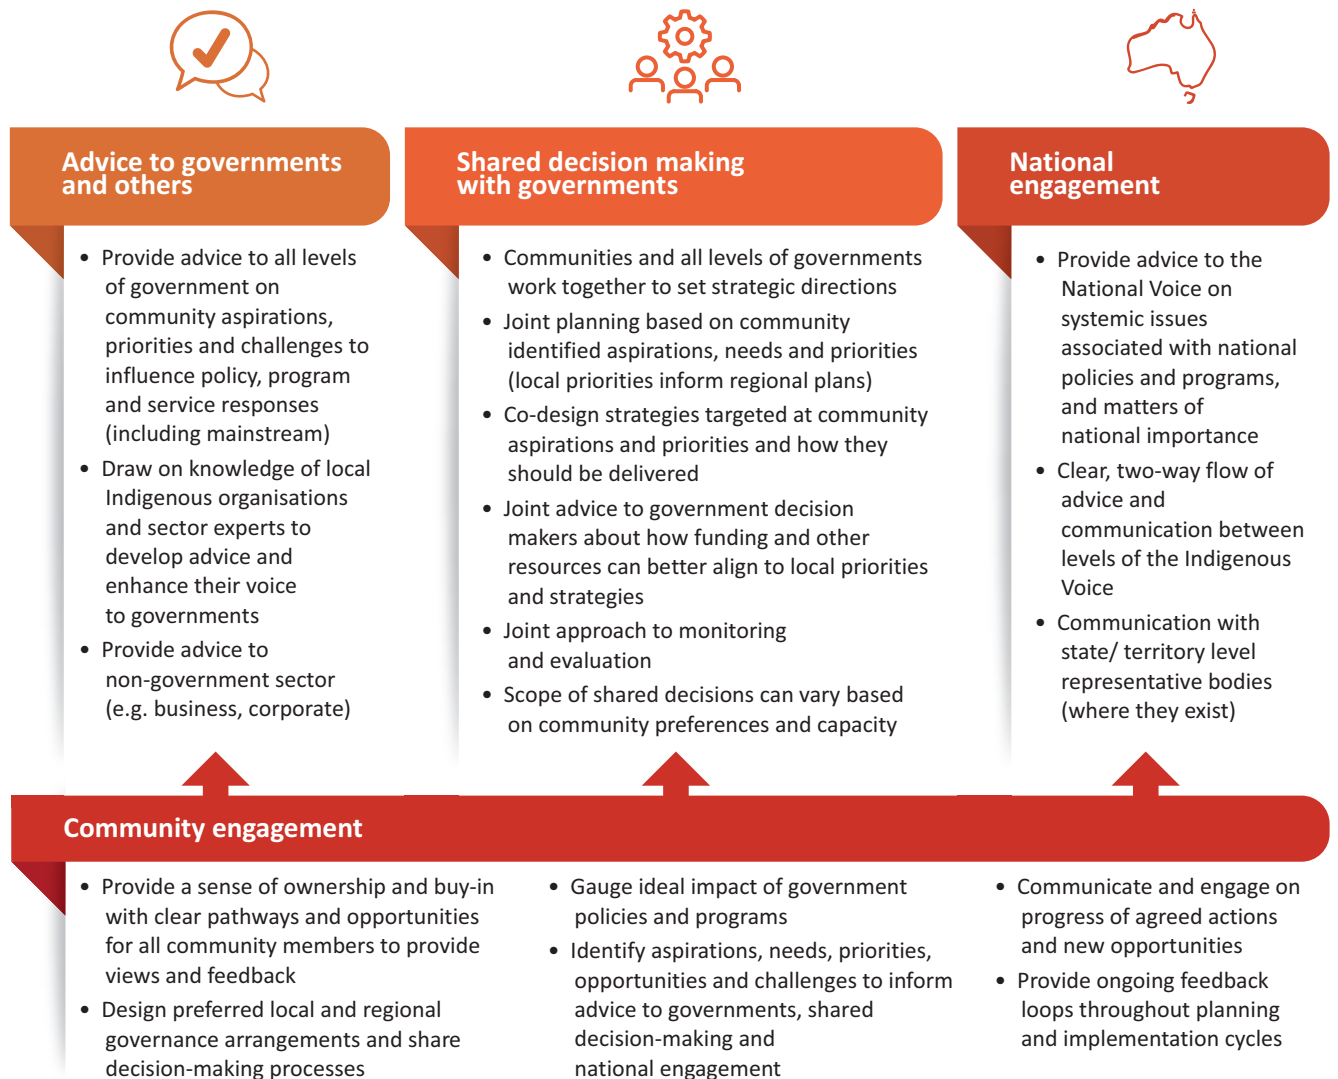 Advice to governments
and others
• Provide advice to all levels
of government on
community aspirations,
priorities and challenges to
influence policy, program
and service responses
(including mainstream)
• Draw on knowledge of local
Indigenous organisations
and sector experts to
develop advice and
enhance their voice
to governments
• Provide advice to
non-government sector
(e.g. business, corporate)
Shared decision making
with governments
• Communities and all levels of governments
work together to set strategic directions
• Joint planning based on community
identified aspirations, needs and priorities
(local priorities inform regional plans)
• Co-design strategies targeted at community
aspirations and priorities and how they
should be delivered
• Joint advice to government decision
makers about how funding and other
resources can better align to local priorities
and strategies
• Joint approach to monitoring
and evaluation
• Scope of shared decisions can vary based
on community preferences and capacity
National
engagement
• Provide advice to the
National Voice on
systemic issues
associated with national
policies and programs,
and matters of
national importance
• Clear, two-way flow of
advice and
communication between
levels of the Indigenous
Voice
• Communication with
state/ territory level
representative bodies
(where they exist)
Community engagement
• Provide a sense of ownership and buy-in
with clear pathways and opportunities
for all community members to provide
views and feedback
• Design preferred local and regional
governance arrangements and share
decision-making processes
• Gauge ideal impact of government
policies and programs
• Identify aspirations, needs, priorities,
opportunities and challenges to inform
advice to governments, shared
decision-making and
national engagement
• Communicate and engage on
progress of agreed actions
and new opportunities
• Provide ongoing feedback
loops throughout planning
and implementation cycles